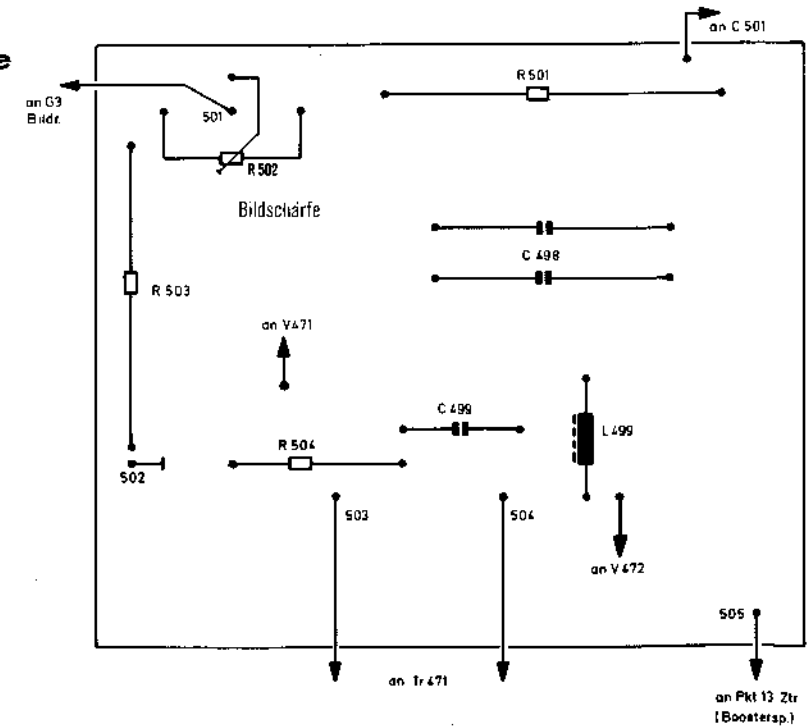 an C 501
R 501
an G3
Bildr.
501
R 502
Bildschärfe
C 498
R 503
an V471
C 499
L 499
R 504
502
503
504
an V 472
505
an Tr 471
an Pkt 13 Ztr
(Boostersp.)